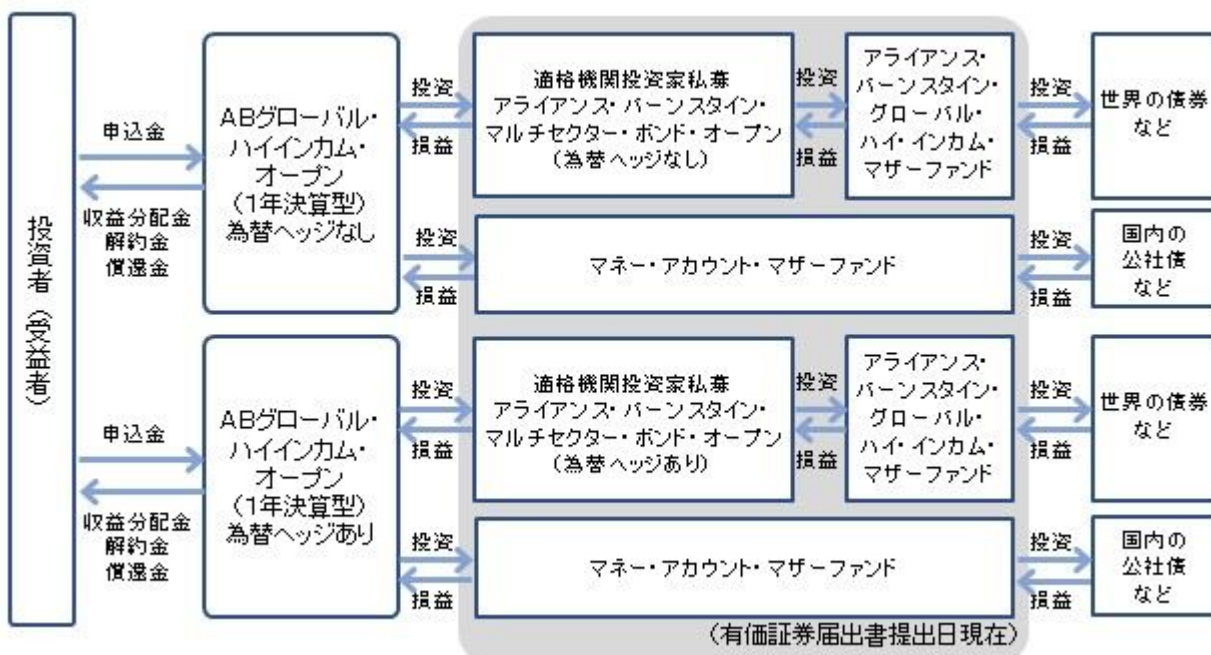 投資者（受益者）
申込金
収益分配金
解約金
償還金
ABグローバル・
ハイインカム・
オープン
（1年決算型）
為替ヘッジなし
投資
損益
適格機関投資家私募
アライアンス・バーンスタイン・
マルチセクター・ボンド・オープン
（為替ヘッジなし）
投資
損益
アライアンス・
バーンスタイン・
グローバル・
ハイ・インカム・
マザーファンド
投資
損益
世界の債券
など
投資
損益
マネー・アカウント・マザーファンド
投資
損益
国内の
公社債
など
申込金
収益分配金
解約金
償還金
ABグローバル・
ハイインカム・
オープン
（1年決算型）
為替ヘッジあり
投資
損益
適格機関投資家私募
アライアンス・バーンスタイン・
マルチセクター・ボンド・オープン
（為替ヘッジあり）
投資
損益
アライアンス・
バーンスタイン・
グローバル・
ハイ・インカム・
マザーファンド
投資
損益
世界の債券
など
投資
損益
マネー・アカウント・マザーファンド
投資
損益
国内の
公社債
など
（有価証券届出書提出日現在）